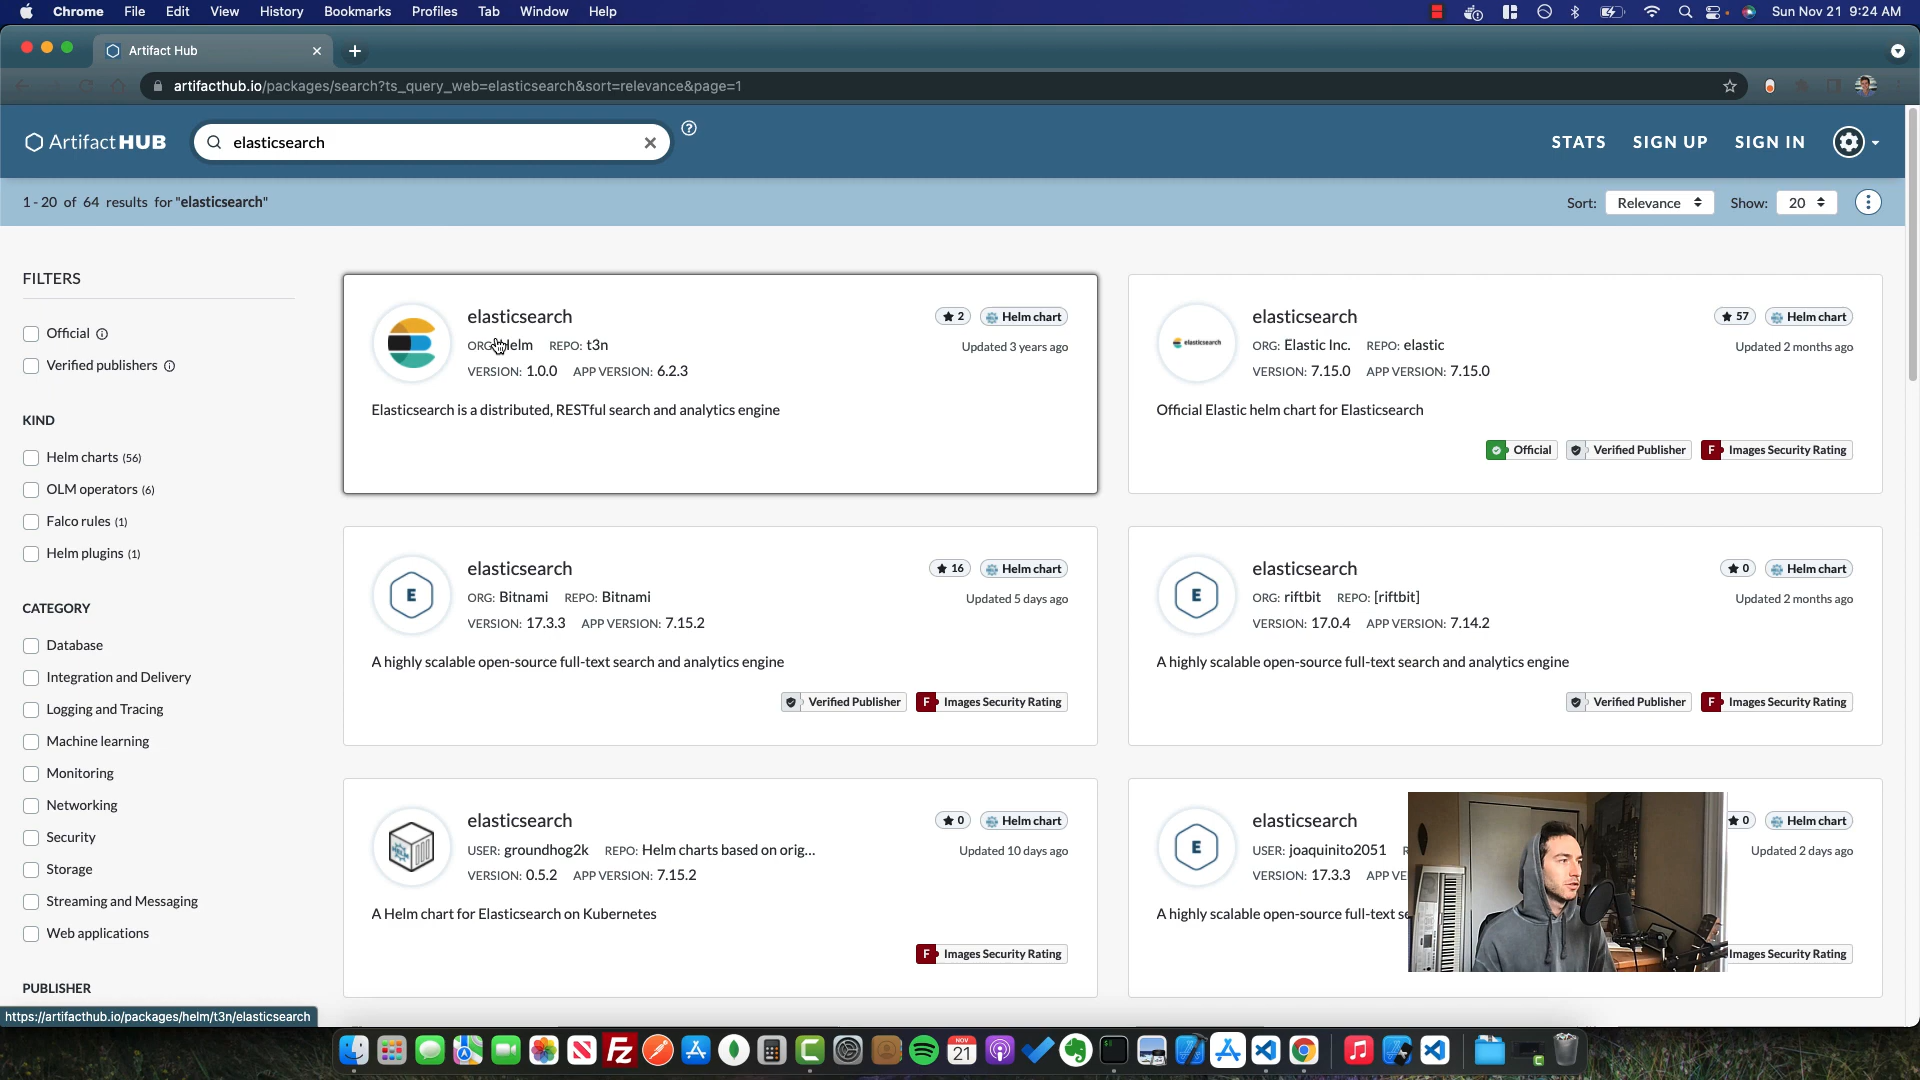 Chrome File Edit View History Bookmarks Profiles Tab Window Help Sun Nov 21 9:24 AM
Artifact Hub
artifacthub.io/packages/search?ts_query_web=elasticsearch&sort=relevance&page=1
Artifact HUB elasticsearch STATS SIGN UP SIGN IN
1 - 20 of 64 results for "elasticsearch" Sort: Relevance Show: 20
FILTERS
Official
Verified publishers
KIND
Helm charts (56)
OLM operators (6)
Falco rules (1)
Helm plugins (1)
CATEGORY
Database
Integration and Delivery
Logging and Tracing
Machine learning
Monitoring
Networking
Security
Storage
Streaming and Messaging
Web applications
PUBLISHER
https://artifacthub.io/packages/helm/t3n/elasticsearch
elasticsearch 2 Helm chart
ORG: Helm REPO: t3n Updated 3 years ago
VERSION: 1.0.0 APP VERSION: 6.2.3
Elasticsearch is a distributed, RESTful search and analytics engine
elasticsearch 57 Helm chart
ORG: Elastic Inc. REPO: elastic Updated 2 months ago
elasticsearch
VERSION: 7.15.0 APP VERSION: 7.15.0
Official Elastic helm chart for Elasticsearch
Official Verified Publisher F Images Security Rating
elasticsearch 16 Helm chart
E
ORG: Bitnami REPO: Bitnami Updated 5 days ago
VERSION: 17.3.3 APP VERSION: 7.15.2
A highly scalable open-source full-text search and analytics engine
Verified Publisher F Images Security Rating
elasticsearch 0 Helm chart
E
ORG: riftbit REPO: [riftbit] Updated 2 months ago
VERSION: 17.0.4 APP VERSION: 7.14.2
A highly scalable open-source full-text search and analytics engine
Verified Publisher F Images Security Rating
elasticsearch 0 Helm chart
USER: groundhog2k REPO: Helm charts based on orig... Updated 10 days ago
VERSION: 0.5.2 APP VERSION: 7.15.2
A Helm chart for Elasticsearch on Kubernetes
F Images Security Rating
elasticsearch 0 Helm chart
E
USER: joaquinito2051 R Updated 2 days ago
VERSION: 17.3.3 APP VE
A highly scalable open-source full-text se
Images Security Rating
NOV
21